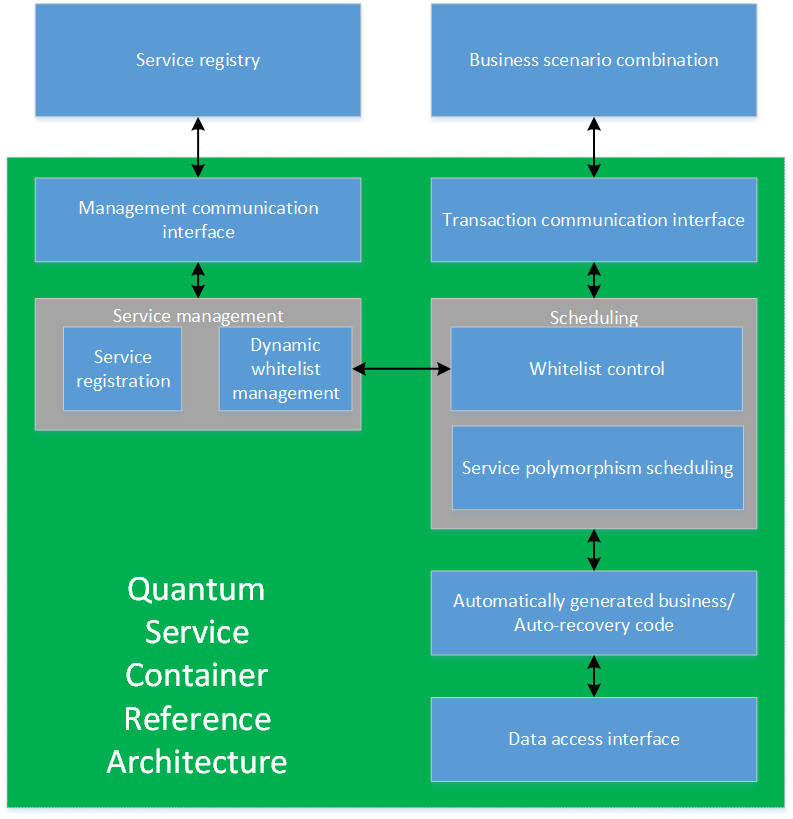 Service registry
Business scenario combination
Management communication
interface
Transaction communication interface
Service management
Service
registration
Dynamic
whitelist
management
Scheduling
Whitelist control
Service polymorphism scheduling
Automatically generated business/
Auto-recovery code
Data access interface
Quantum
Service
Container
Reference
Architecture